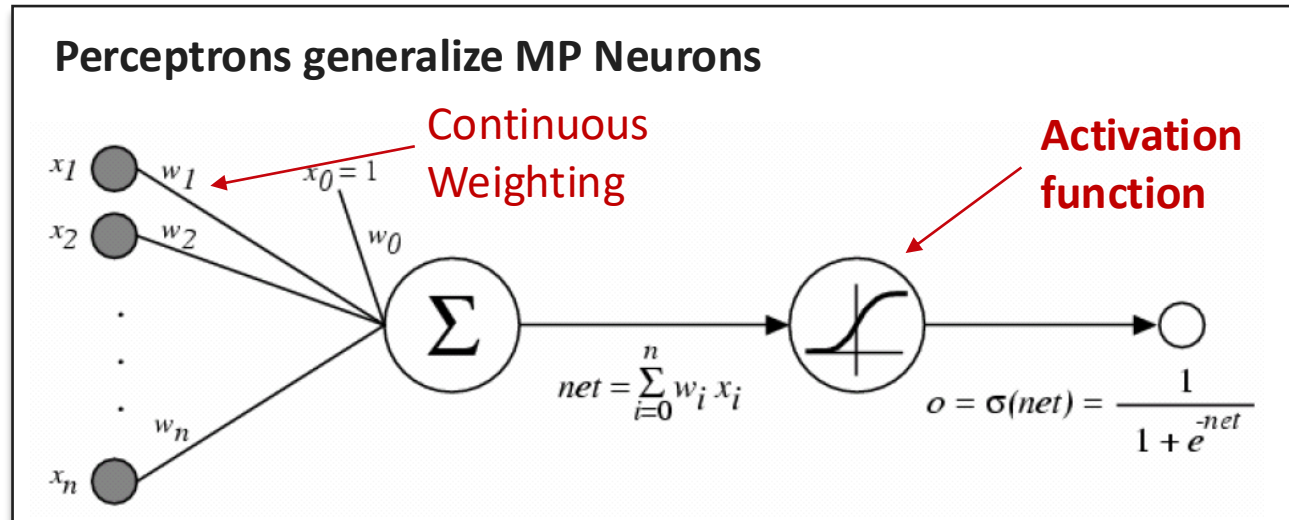 Perceptrons generalize MP Neurons
Continuous
Weighting
Activation
function
x1
w1
x0 = 1
x2
w2
w0
.
.
.
wn
xn
Σ
net = Σ i=0 n wi xi
o = σ(net) = 1 / 1 + e -net